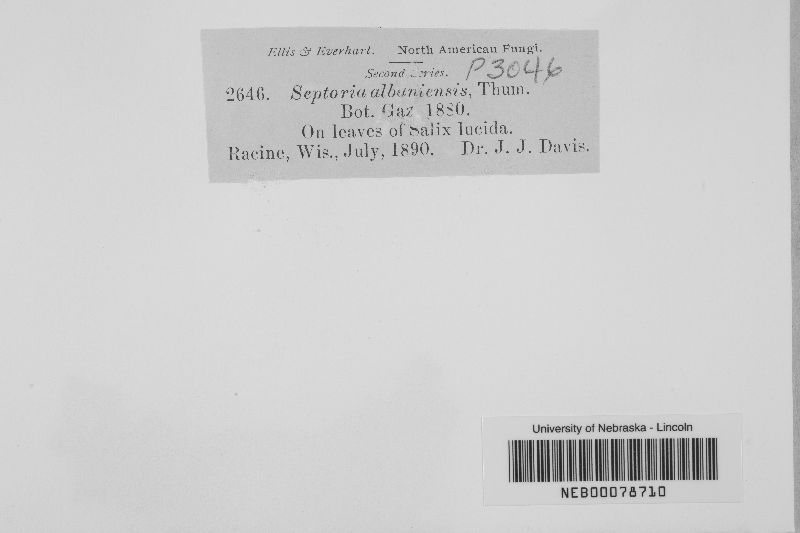 Ellis & Everhart. North American Fungi.
Second Series. P3046
2646. Septoria albaniensis, Thum.
Bot. Gaz 1880.
On leaves of Salix lucida.
Racine, Wis., July, 1890. Dr. J. J. Davis.
University of Nebraska - Lincoln
NEB00078710